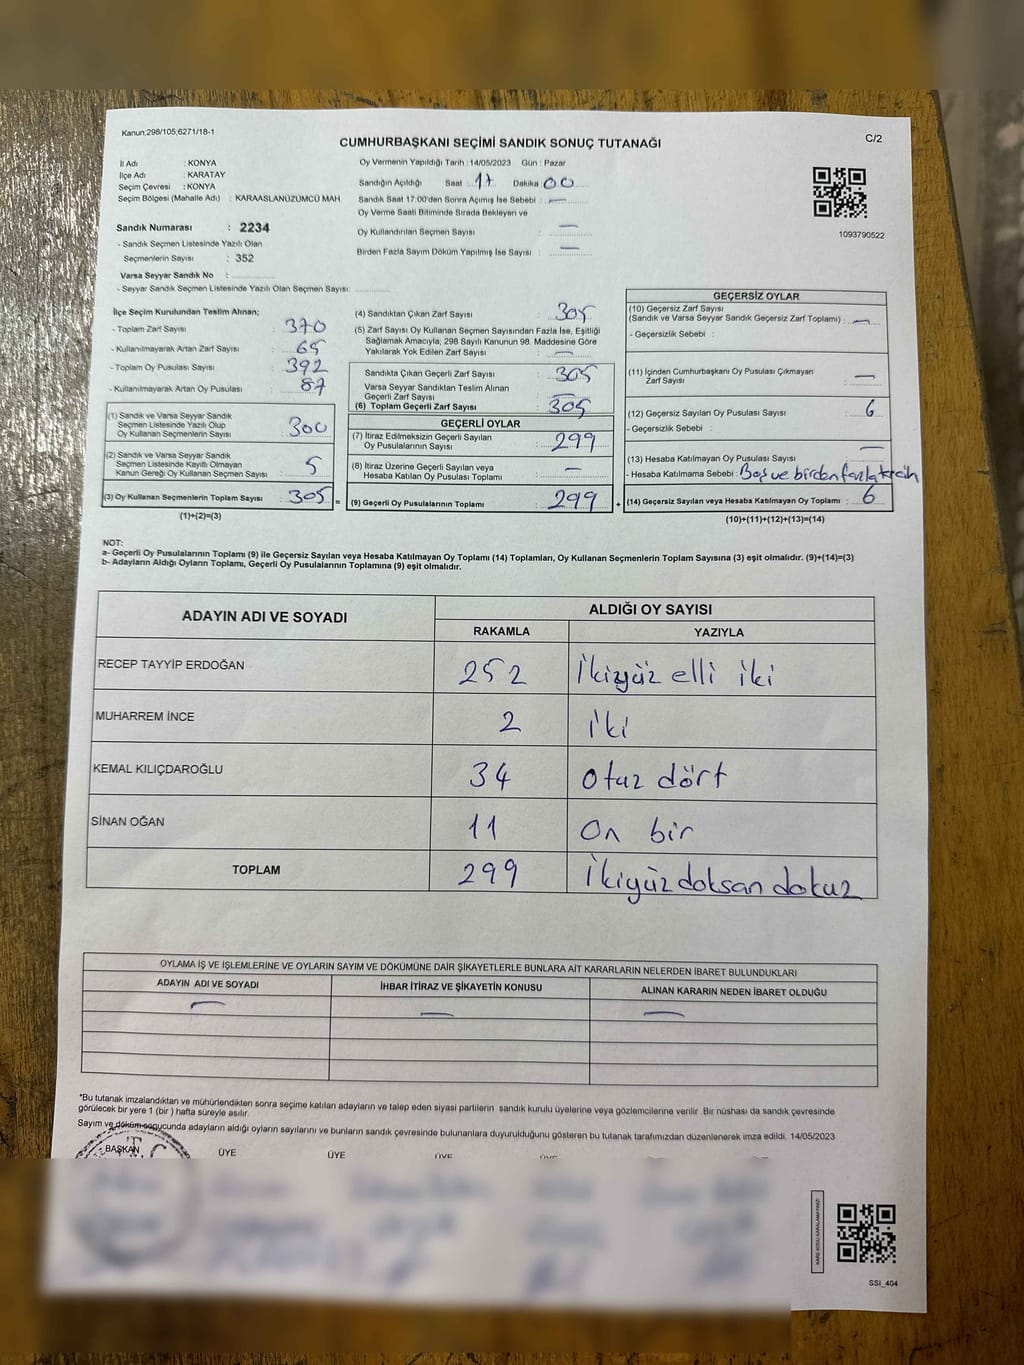 Kanun;298/105;6271/18-1
CUMHURBAŞKANI SEÇİMİ SANDIK SONUÇ TUTANAĞI
C/2
İl Adı : KONYA
İlçe Adı : KARATAY
Seçim Çevresi : KONYA
Seçim Bölgesi (Mahalle Adı) : KARAASLANÜZÜMCÜ MAH.
Sandık Numarası : 2234
- Sandık Seçmen Listesinde Yazılı Olan
Seçmenlerin Sayısı : 352
Varsa Seyyar Sandık No :
- Seyyar Sandık Seçmen Listesinde Yazılı Olan Seçmen Sayısı:
Oy Vermenin Yapıldığı Tarih :14/05/2023 Gün : Pazar
Sandığın Açıldığı Saat : 17 Dakika 00
Sandık Saat 17:00'den Sonra Açımış İse Sebebi : —
Oy Verme Saati Bitiminde Sırada Bekleyen ve
Oy Kullandırılan Seçmen Sayısı : —
Birden Fazla Sayım Döküm Yapılmış İse Sayısı : —
1093790522
İlçe Seçim Kurulundan Teslim Alınan;
- Toplam Zarf Sayısı : 370
- Kullanılmayarak Artan Zarf Sayısı : 65
- Toplam Oy Pusulası Sayısı : 392
- Kullanılmayarak Artan Oy Pusulası : 87
(1) Sandık ve Varsa Seyyar Sandık
Seçmen Listesinde Yazılı Olup
Oy Kullanan Seçmenlerin Sayısı : 300
(2) Sandık ve Varsa Seyyar Sandık
Seçmen Listesinde Kayıtlı Olmayan
Kanun Gereği Oy Kullanan Seçmen Sayısı : 5
(3) Oy Kullanan Seçmenlerin Toplam Sayısı : 305 =
(1)+(2)=(3)
(4) Sandıktan Çıkan Zarf Sayısı : 305
(5) Zarf Sayısı Oy Kullanan Seçmen Sayısından Fazla İse, Eşitliği
Sağlamak Amacıyla; 298 Sayılı Kanunun 98. Maddesine Göre
Yakılarak Yok Edilen Zarf Sayısı : —
Sandıkta Çıkan Geçerli Zarf Sayısı : 305
Varsa Seyyar Sandıktan Teslim Alınan
Geçerli Zarf Sayısı : —
(6) Toplam Geçerli Zarf Sayısı : 305
GEÇERLİ OYLAR
(7) İtiraz Edilmeksizin Geçerli Sayılan
Oy Pusulalarının Sayısı : 299
(8) İtiraz Üzerine Geçerli Sayılan veya
Hesaba Katılan Oy Pusulası Toplamı : —
(9) Geçerli Oy Pusulalarının Toplamı : 299 +
GEÇERSİZ OYLAR
(10) Geçersiz Zarf Sayısı
(Sandık ve Varsa Seyyar Sandık Geçersiz Zarf Toplamı) : —
- Geçersizlik Sebebi :
(11) İçinden Cumhurbaşkanı Oy Pusulası Çıkmayan
Zarf Sayısı : —
(12) Geçersiz Sayılan Oy Pusulası Sayısı : 6
- Geçersizlik Sebebi :
(13) Hesaba Katılmayan Oy Pusulası Sayısı : —
- Hesaba Katılmama Sebebi : Boş ve birden fazla tercih
(14) Geçersiz Sayılan veya Hesaba Katılmayan Oy Toplamı : 6
(10)+(11)+(12)+(13)=(14)
NOT:
a- Geçerli Oy Pusulalarının Toplamı (9) ile Geçersiz Sayılan veya Hesaba Katılmayan Oy Toplamı (14) Toplamları, Oy Kullanan Seçmenlerin Toplam Sayısına (3) eşit olmalıdır. (9)+(14)=(3)
b- Adayların Aldığı Oyların Toplamı, Geçerli Oy Pusulalarının Toplamına (9) eşit olmalıdır.
ADAYIN ADI VE SOYADI
ALDIĞI OY SAYISI
RAKAMLA YAZIYLA
RECEP TAYYİP ERDOĞAN 252 İkiyüz elli iki
MUHARREM İNCE 2 İki
KEMAL KILIÇDAROĞLU 34 Otuz dört
SİNAN OĞAN 11 On bir
TOPLAM 299 İkiyüz doksan dokuz
OYLAMA İŞ VE İŞLEMLERİNE VE OYLARIN SAYIM VE DÖKÜMÜNE DAİR ŞİKAYETLERLE BUNLARA AİT KARARLARIN NELERDEN İBARET BULUNDUKLARI
ADAYIN ADI VE SOYADI İHBAR İTİRAZ VE ŞİKAYETİN KONUSU ALINAN KARARIN NEDEN İBARET OLDUĞU
— — —
*Bu tutanak imzalandıktan ve mühürlendikten sonra seçime katılan adayların ve talep eden siyasi partilerin sandık kurulu üyelerine veya gözlemcilerine verilir .Bir nüshası da sandık çevresinde
görülecek bir yere 1 (bir ) hafta süreyle asılır.
Sayım ve döküm sonucunda adayların aldığı oyların sayılarını ve bunların sandık çevresinde bulunanlara duyurulduğunu gösteren bu tutanak tarafımızdan düzenlenerek imza edildi. 14/05/2023
BAŞKAN ÜYE ÜYE ÜYE
T.C
SSİ_404